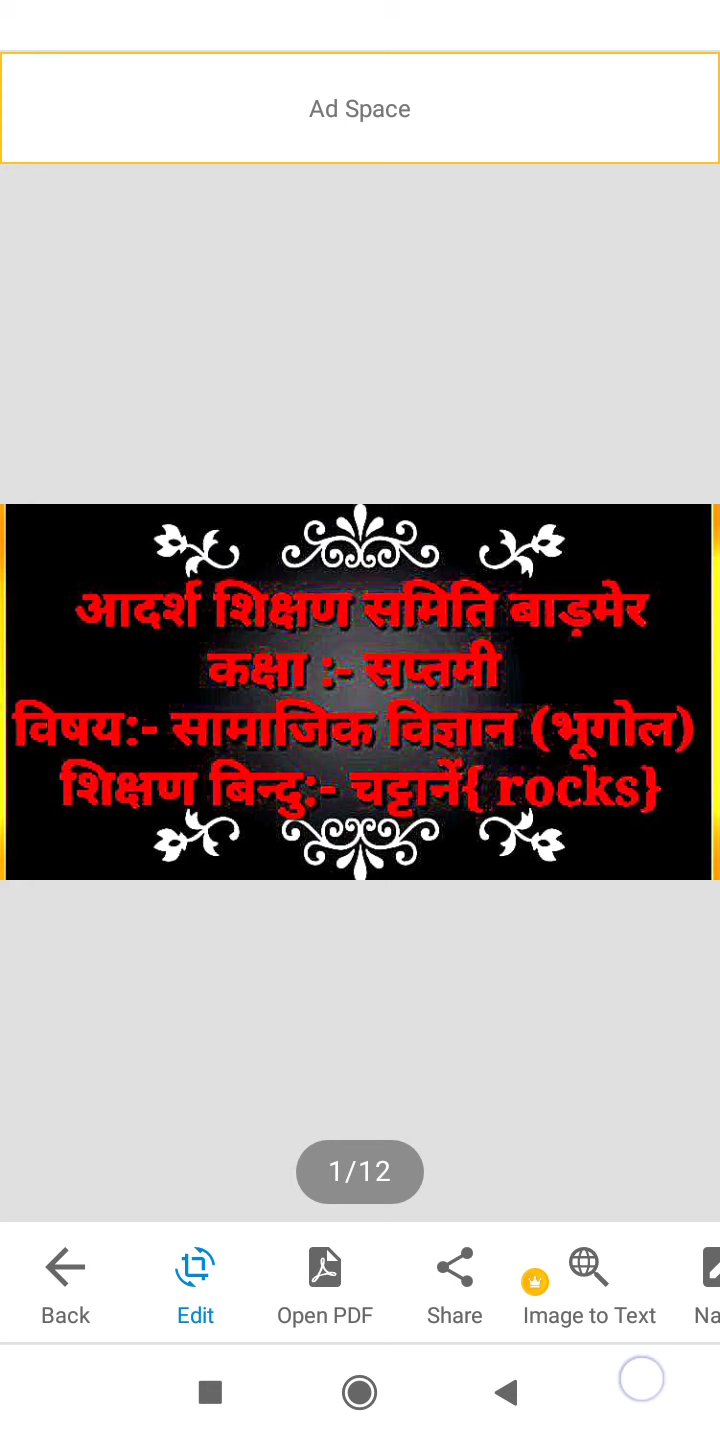 Ad Space
आदर्श शिक्षण समिति बाड़मेर
कक्षा :- सप्तमी
विषय:- सामाजिक विज्ञान (भूगोल)
शिक्षण बिन्दु:- चट्टानें{ rocks}
1/12
Back Edit Open PDF Share Image to Text Na